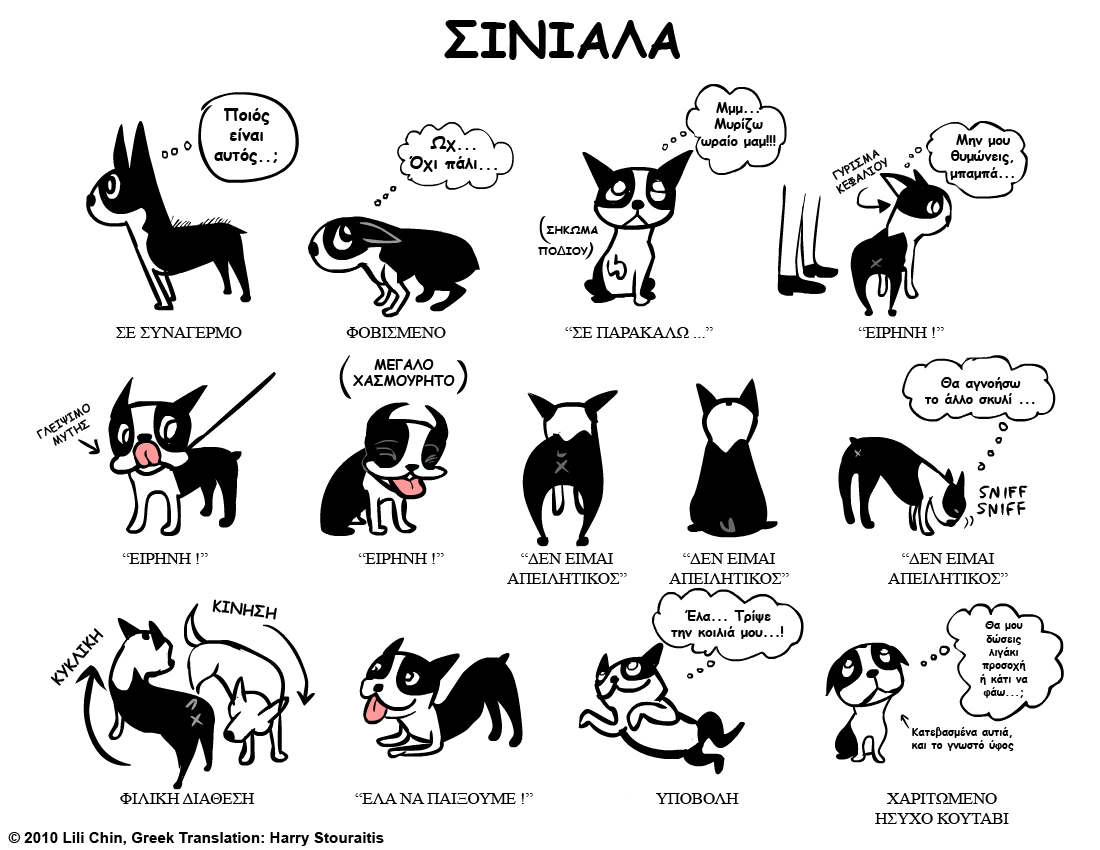 ΣΙΝΙΑΛΑ
Ποιός
είναι
αυτός..;
Ωχ...
Όχι πάλι...
Μμμ...
Μυρίζω
ωραίο μαμ!!!
Μην μου
θυμώνεις,
μπαμπά...
(ΣΗΚΩΜΑ
ΠΟΔΙΟΥ)
ΓΥΡΙΣΜΑ
ΚΕΦΑΛΙΟΥ
ΣΕ ΣΥΝΑΓΕΡΜΟ
ΦΟΒΙΣΜΕΝΟ
“ΣΕ ΠΑΡΑΚΑΛΩ ...”
“ΕΙΡΗΝΗ !”
ΓΛΕΙΨΙΜΟ
ΜΥΤΗΣ
(ΜΕΓΑΛΟ
ΧΑΣΜΟΥΡΗΤΟ)
Θα αγνοήσω
το άλλο σκυλί ...
SNIFF
SNIFF
“ΕΙΡΗΝΗ !”
“ΕΙΡΗΝΗ !”
“ΔΕΝ ΕΙΜΑΙ
ΑΠΕΙΛΗΤΙΚΟΣ”
“ΔΕΝ ΕΙΜΑΙ
ΑΠΕΙΛΗΤΙΚΟΣ”
“ΔΕΝ ΕΙΜΑΙ
ΑΠΕΙΛΗΤΙΚΟΣ”
ΚΥΚΛΙΚΗ
ΚΙΝΗΣΗ
Έλα... Τρίψε
την κοιλιά μου...!
Θα μου
δώσεις
λιγάκι
προσοχή
ή κάτι να
φάω...;
Κατεβασμένα αυτιά,
και το γνωστό ύφος
ΦΙΛΙΚΗ ΔΙΑΘΕΣΗ
“ΕΛΑ ΝΑ ΠΑΙΞΟΥΜΕ !”
ΥΠΟΒΟΛΗ
ΧΑΡΙΤΩΜΕΝΟ
ΗΣΥΧΟ ΚΟΥΤΑΒΙ
© 2010 Lili Chin, Greek Translation: Harry Stouraitis